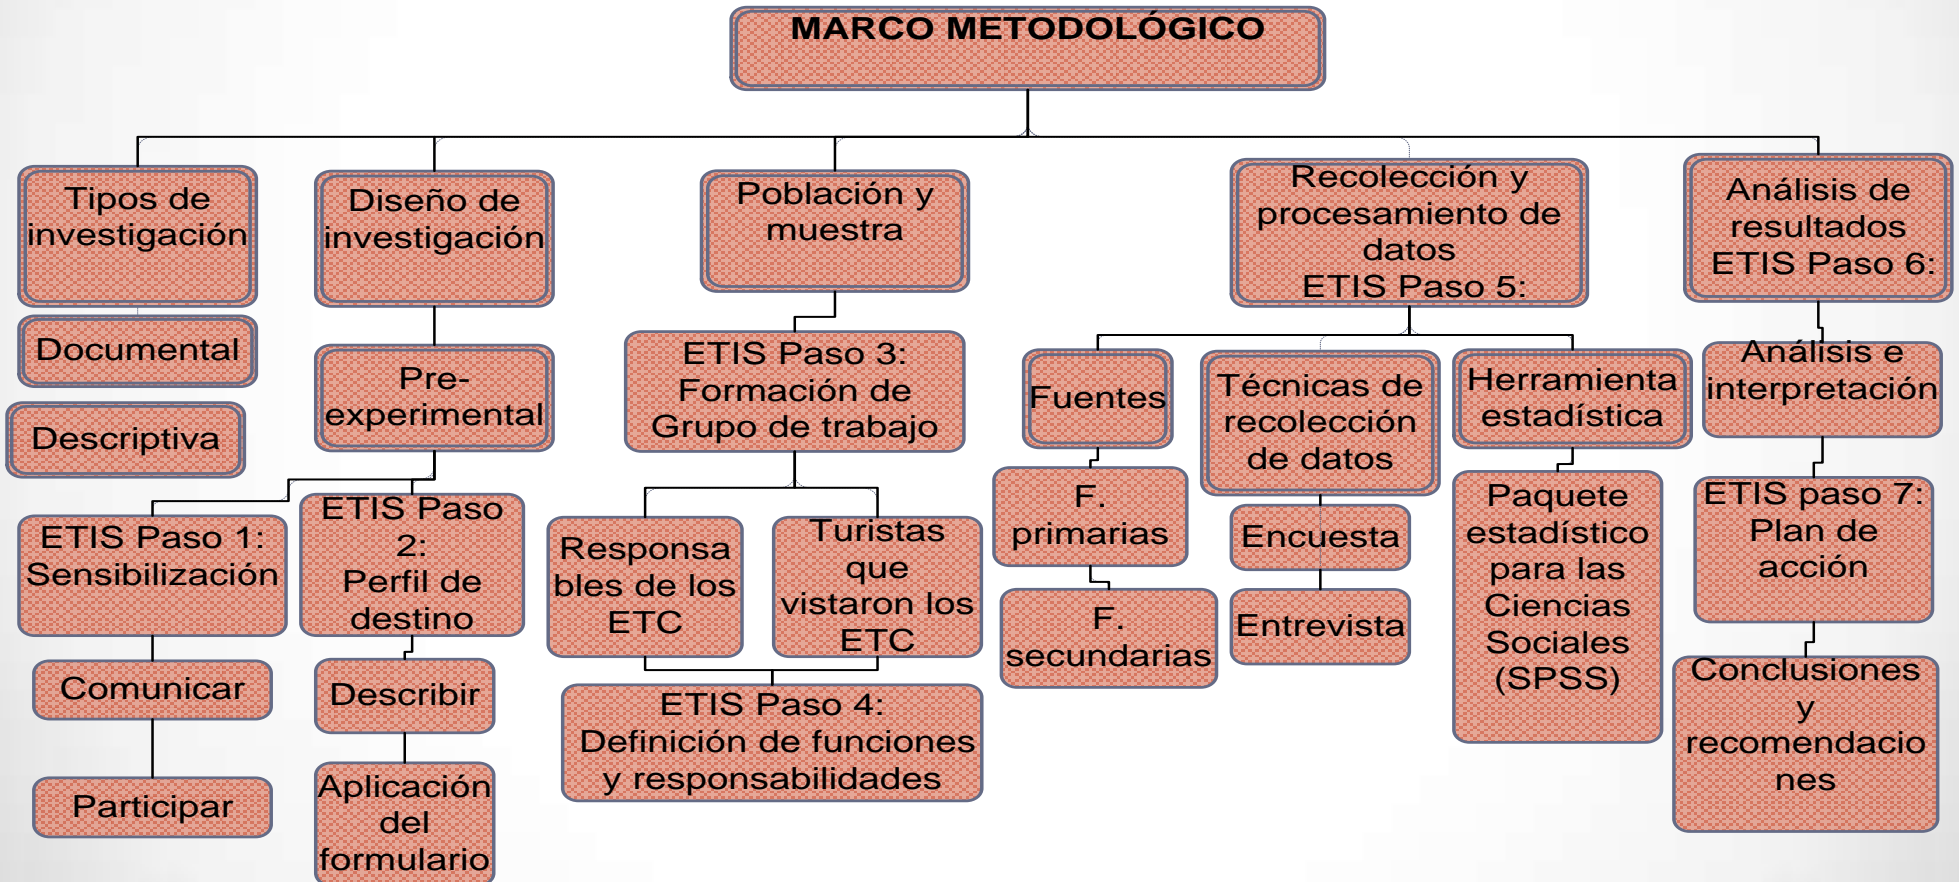 MARCO METODOLÓGICO
Tipos de
investigación
Documental
Descriptiva
Diseño de
investigación
Pre-
experimental
ETIS Paso 1:
Sensibilización
Comunicar
Participar
ETIS Paso
2:
Perfil de
destino
Describir
Aplicación
del
formulario
Población y
muestra
ETIS Paso 3:
Formación de
Grupo de trabajo
Responsa
bles de los
ETC
Turistas
que
vistaron los
ETC
ETIS Paso 4:
Definición de funciones
y responsabilidades
Recolección y
procesamiento de
datos
ETIS Paso 5:
Fuentes
F.
primarias
F.
secundarias
Técnicas de
recolección
de datos
Encuesta
Entrevista
Herramienta
estadística
Paquete
estadístico
para las
Ciencias
Sociales
(SPSS)
Análisis de
resultados
ETIS Paso 6:
Análisis e
interpretación
ETIS paso 7:
Plan de
acción
Conclusiones
y
recomendacio
nes